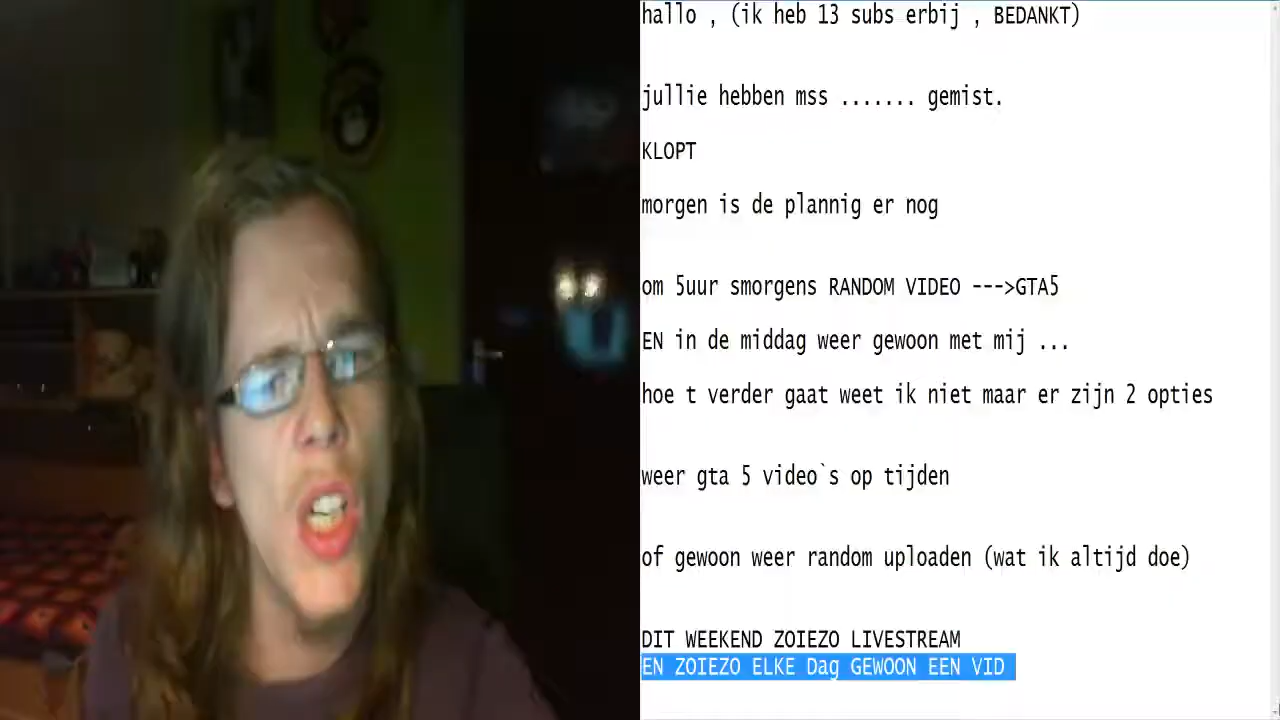 hallo , (ik heb 13 subs erbij , BEDANKT)
jullie hebben mss ....... gemist.
KLOPT
morgen is de plannig er nog
om 5uur smorgens RANDOM VIDEO --->GTA5
EN in de middag weer gewoon met mij ...
hoe t verder gaat weet ik niet maar er zijn 2 opties
weer gta 5 video`s op tijden
of gewoon weer random uploaden (wat ik altijd doe)
DIT WEEKEND ZOIEZO LIVESTREAM
EN ZOIEZO ELKE Dag GEWOON EEN VID